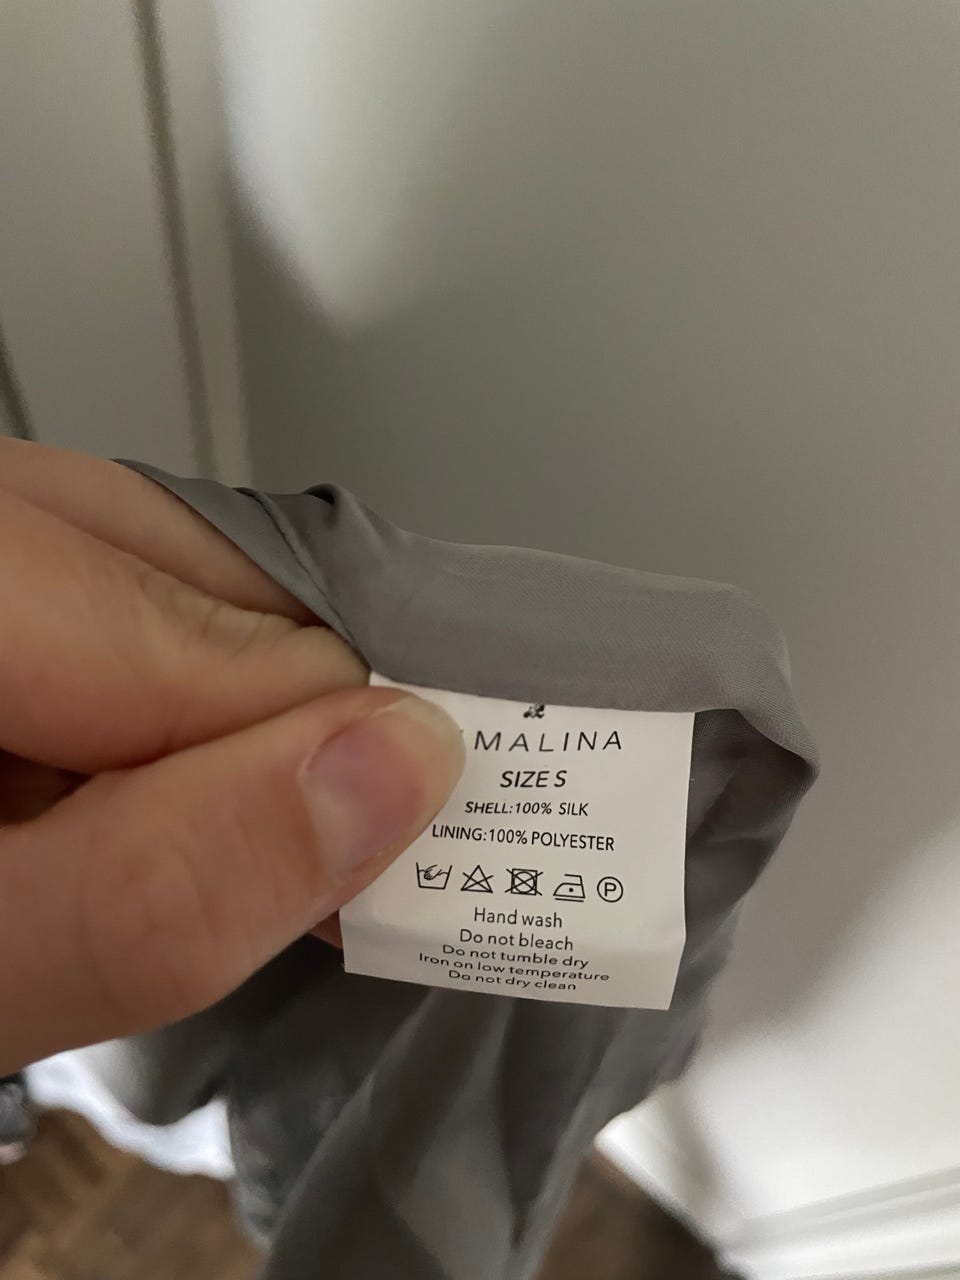 MALINA
SIZE S
SHELL:100% SILK
LINING:100% POLYESTER
P
Hand wash
Do not bleach
Do not tumble dry
Iron on low temperature
Do not dry clean